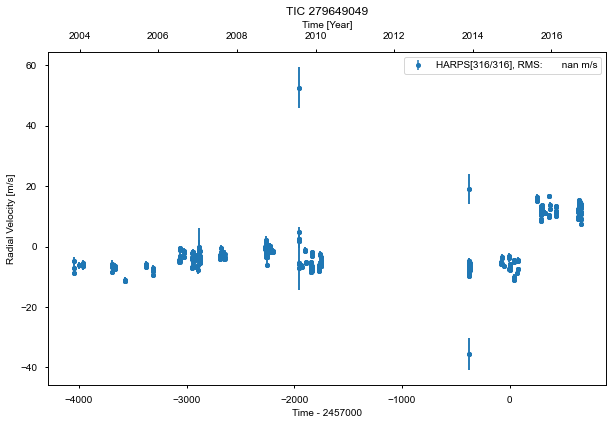 TIC 279649049
Time [Year]
2004 2006 2008 2010 2012 2014 2016
HARPS[316/316], RMS: nan m/s
60
40
20
0
−20
−40
Radial Velocity [m/s]
−4000 −3000 −2000 −1000 0
Time - 2457000